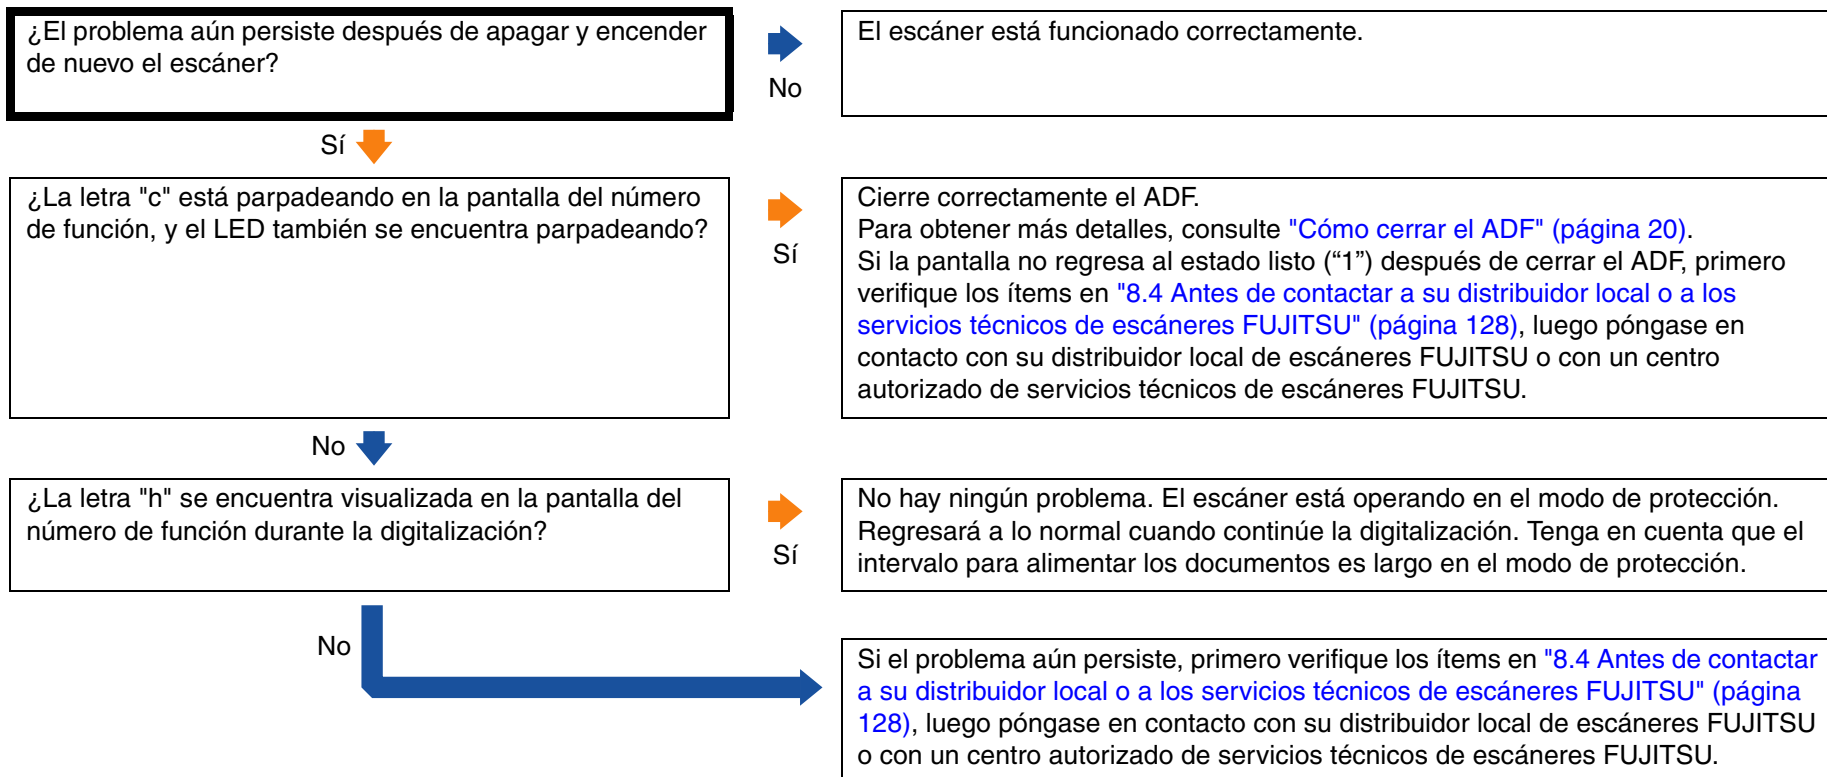 ¿El problema aún persiste después de apagar y encender
de nuevo el escáner?
No
El escáner está funcionado correctamente.
Sí
¿La letra "c" está parpadeando en la pantalla del número
de función, y el LED también se encuentra parpadeando?
Sí
Cierre correctamente el ADF.
Para obtener más detalles, consulte "Cómo cerrar el ADF" (página 20).
Si la pantalla no regresa al estado listo (“1”) después de cerrar el ADF, primero
verifique los ítems en "8.4 Antes de contactar a su distribuidor local o a los
servicios técnicos de escáneres FUJITSU" (página 128), luego póngase en
contacto con su distribuidor local de escáneres FUJITSU o con un centro
autorizado de servicios técnicos de escáneres FUJITSU.
No
¿La letra "h" se encuentra visualizada en la pantalla del
número de función durante la digitalización?
Sí
No hay ningún problema. El escáner está operando en el modo de protección.
Regresará a lo normal cuando continúe la digitalización. Tenga en cuenta que el
intervalo para alimentar los documentos es largo en el modo de protección.
No
Si el problema aún persiste, primero verifique los ítems en "8.4 Antes de contactar
a su distribuidor local o a los servicios técnicos de escáneres FUJITSU" (página
128), luego póngase en contacto con su distribuidor local de escáneres FUJITSU
o con un centro autorizado de servicios técnicos de escáneres FUJITSU.